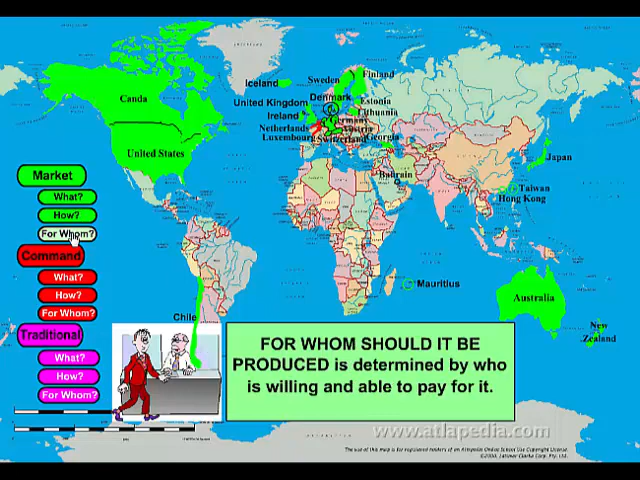 Iceland
Sweden
Finland
Canda
United Kingdom
Denmark
Estonia
Lithuania
Ireland
Germany
Netherlands
Austria
Luxembourg
Switzerland
Georgia
United States
Japan
Market
Bahrain
Taiwan
What?
Hong Kong
How?
For Whom?
Command
What?
Mauritius
How?
Australia
For Whom?
Chile
New
Zealand
Traditional
FOR WHOM SHOULD IT BE
PRODUCED is determined by who
is willing and able to pay for it.
What?
How?
For Whom?
www.atlapedia.com